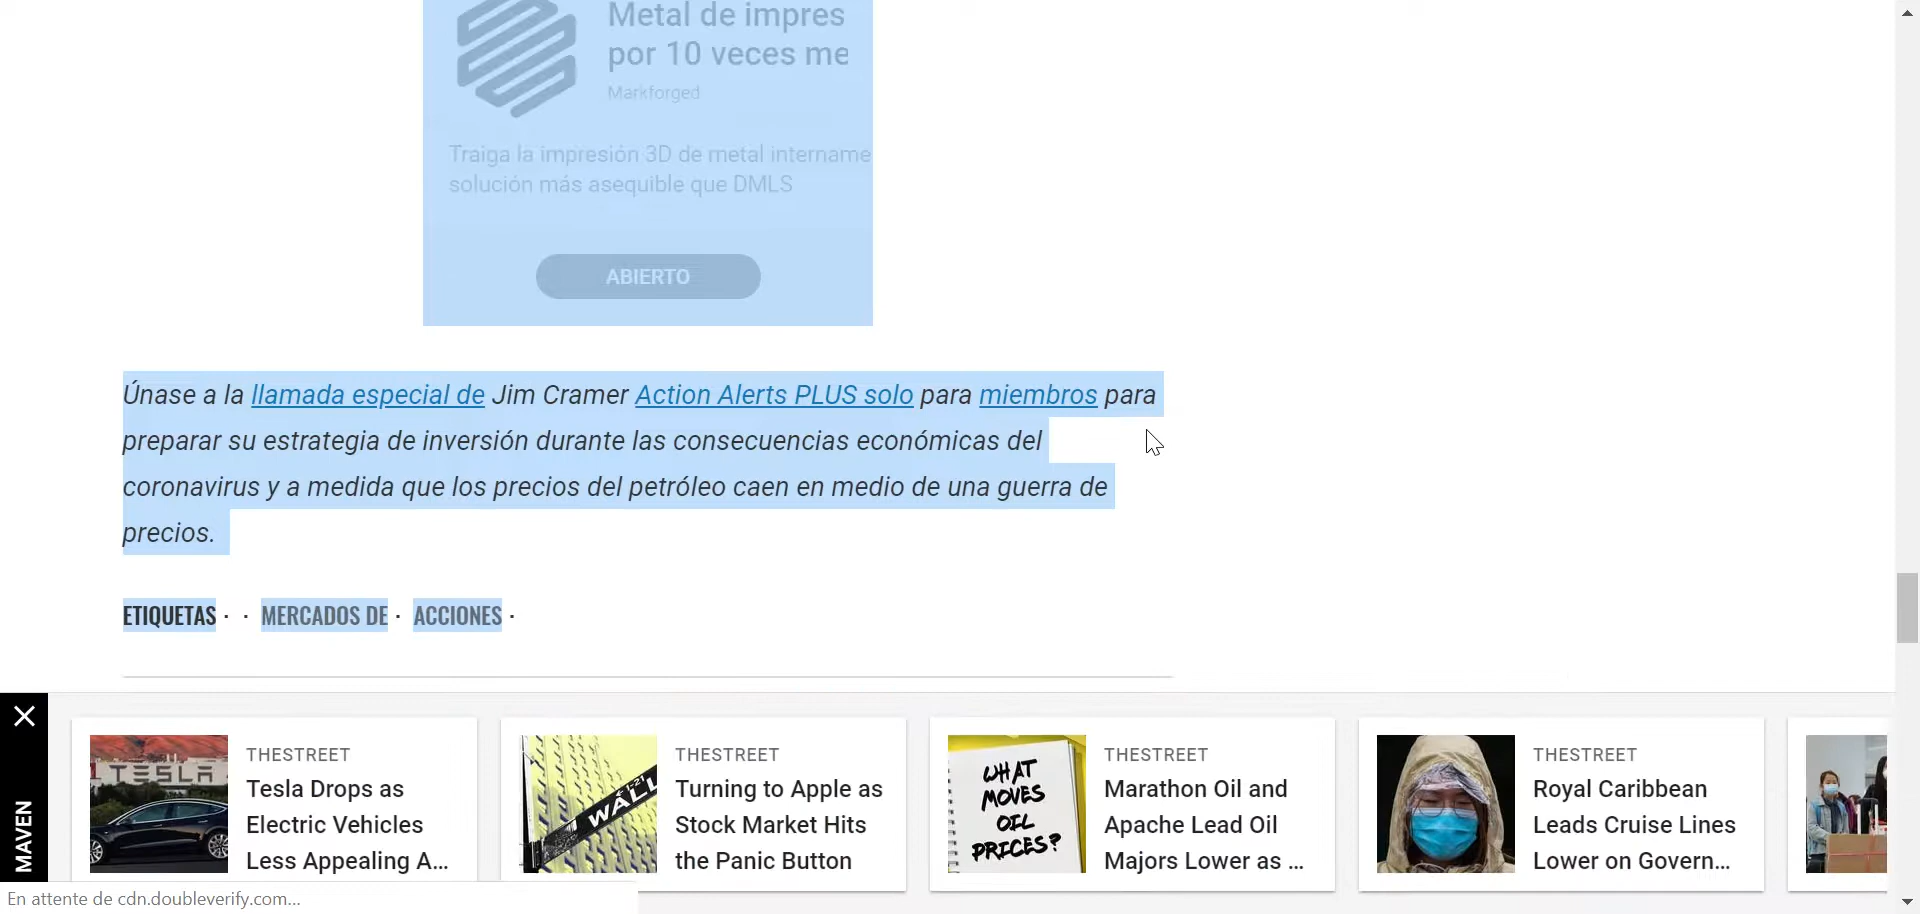 Metal de impres
por 10 veces me
Markforged
Traiga la impresión 3D de metal intername
solución más asequible que DMLS
ABIERTO
Únase a la llamada especial de Jim Cramer Action Alerts PLUS solo para miembros para
preparar su estrategia de inversión durante las consecuencias económicas del
coronavirus y a medida que los precios del petróleo caen en medio de una guerra de
precios.
ETIQUETAS · · MERCADOS DE · ACCIONES ·
MAVEN
TESLA
THESTREET
Tesla Drops as
Electric Vehicles
Less Appealing A...
WALL
THESTREET
Turning to Apple as
Stock Market Hits
the Panic Button
WHAT
MOVES
OIL
PRICES?
THESTREET
Marathon Oil and
Apache Lead Oil
Majors Lower as ...
THESTREET
Royal Caribbean
Leads Cruise Lines
Lower on Govern...
En attente de cdn.doubleverify.com...